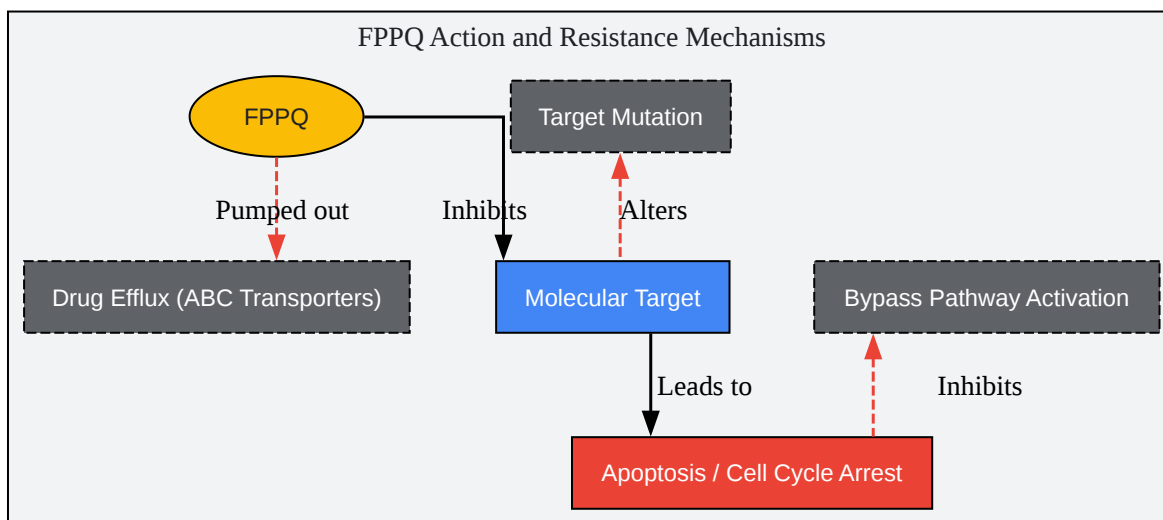 FPPQ Action and Resistance Mechanisms
FPPQ
Target Mutation
Pumped out
Inhibits
Alters
Drug Efflux (ABC Transporters)
Molecular Target
Bypass Pathway Activation
Leads to
Inhibits
Apoptosis / Cell Cycle Arrest